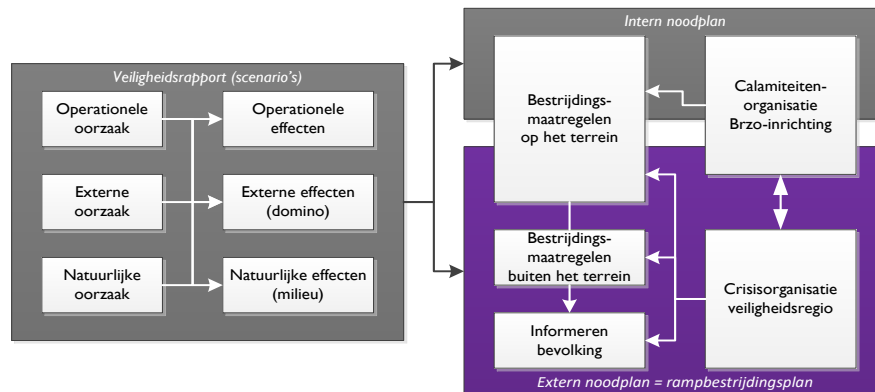 Veiligheidsrapport (scenario's)
Operationele
oorzaak
Operationele
effecten
Externe
oorzaak
Externe effecten
(domino)
Natuurlijke
oorzaak
Natuurlijke effecten
(milieu)
Intern noodplan
Bestrijdings-
maatregelen
op het terrein
Calamiteiten-
organisatie
Brzo-inrichting
Bestrijdings-
maatregelen
buiten het terrein
Informeren
bevolking
Crisisorganisatie
veiligheidsregio
Extern noodplan = rampbestrijdingsplan